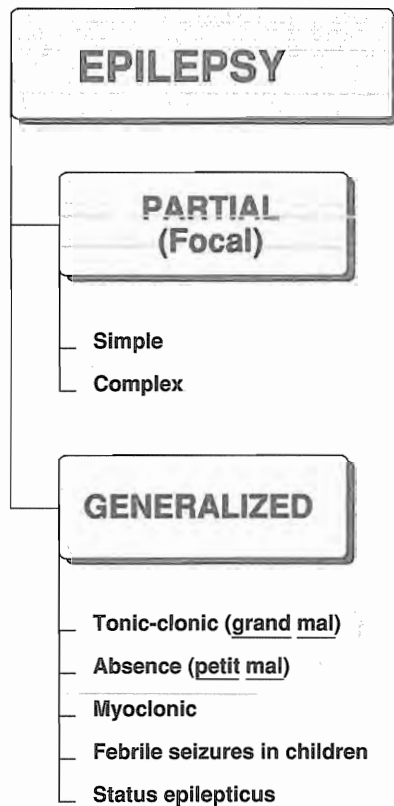 EPILEPSY
PARTIAL
(Focal)
Simple
Complex
GENERALIZED
Tonic-clonic (grand mal)
Absence (petit mal)
Myoclonic
Febrile seizures in children
Status epilepticus